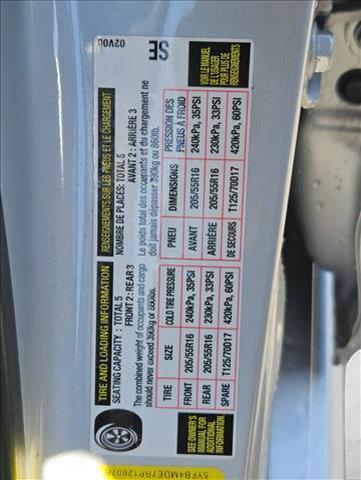 TIRE AND LOADING INFORMATION
SEATING CAPACITY : TOTAL 5
FRONT 2 : REAR 3
The combined weight of occupants and cargo
should never exceed 390kg or 860lbs.
TIRE SIZE COLD TIRE PRESSURE
FRONT 205/55R16 240kPa, 35PSI
REAR 205/55R16 230kPa, 33PSI
SPARE T125/70D17 420kPa, 60PSI
SEE OWNER'S
MANUAL FOR
ADDITIONAL
INFORMATION.
RENSEIGNEMENTS SUR LES PNEUS ET LE CHARGEMENT
NOMBRE DE PLACES: TOTAL 5
AVANT 2 : ARRIÈRE 3
Le poids total des occupants et du chargement ne
doit jamais dépasser 390kg or 860lb.
PNEU DIMENSIONS PRESSION DES
PNEUS À FROID
AVANT 205/55R16 240kPa, 35PSI
ARRIÈRE 205/55R16 230kPa, 33PSI
DE SECOURS T125/70D17 420kPa, 60PSI
VOIR LE MANUEL
DE L'USAGER
POUR PLUS DE
RENSEIGNEMENTS
SE
5YFB4MDE7RP126076